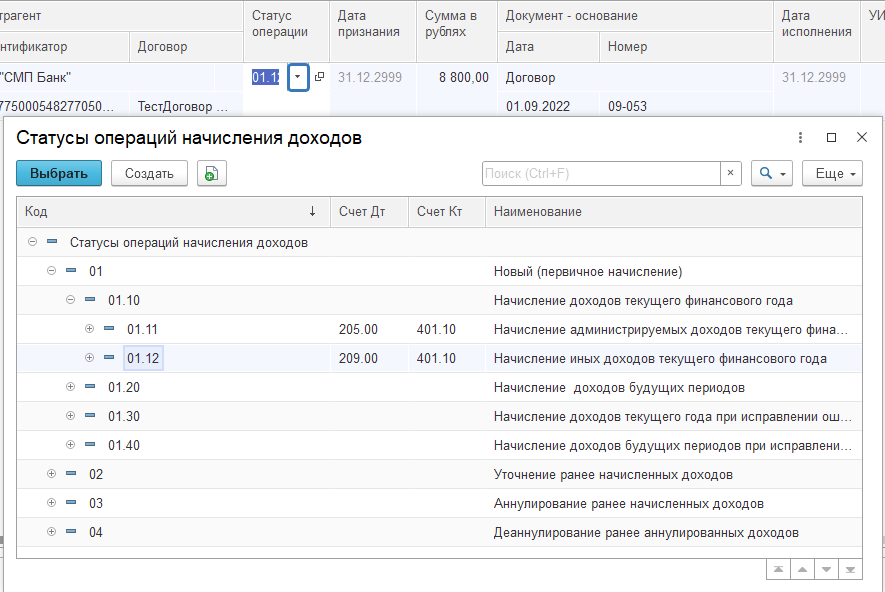 трагент
Статус операции
Дата признания
Сумма в рублях
Документ - основание
Дата исполнения
УИ
нтификатор
Договор
Дата
Номер
"СМП Банк"
01.12
31.12.2999
8 800,00
Договор
31.12.2999
775000548277050...
ТестДоговор ...
01.09.2022
09-053
Статусы операций начисления доходов
Выбрать
Создать
Поиск (Ctrl+F)
×
Еще
Код ↓
Счет Дт
Счет Кт
Наименование
Статусы операций начисления доходов
01 Новый (первичное начисление)
01.10 Начисление доходов текущего финансового года
01.11 205.00 401.10 Начисление администрируемых доходов текущего фина...
01.12 209.00 401.10 Начисление иных доходов текущего финансового года
01.20 Начисление  доходов будущих периодов
01.30 Начисление доходов текущего года при исправлении ош...
01.40 Начисление доходов будущих периодов при исправлени...
02 Уточнение ранее начисленных доходов
03 Аннулирование ранее начисленных доходов
04 Деаннулирование ранее аннулированных доходов